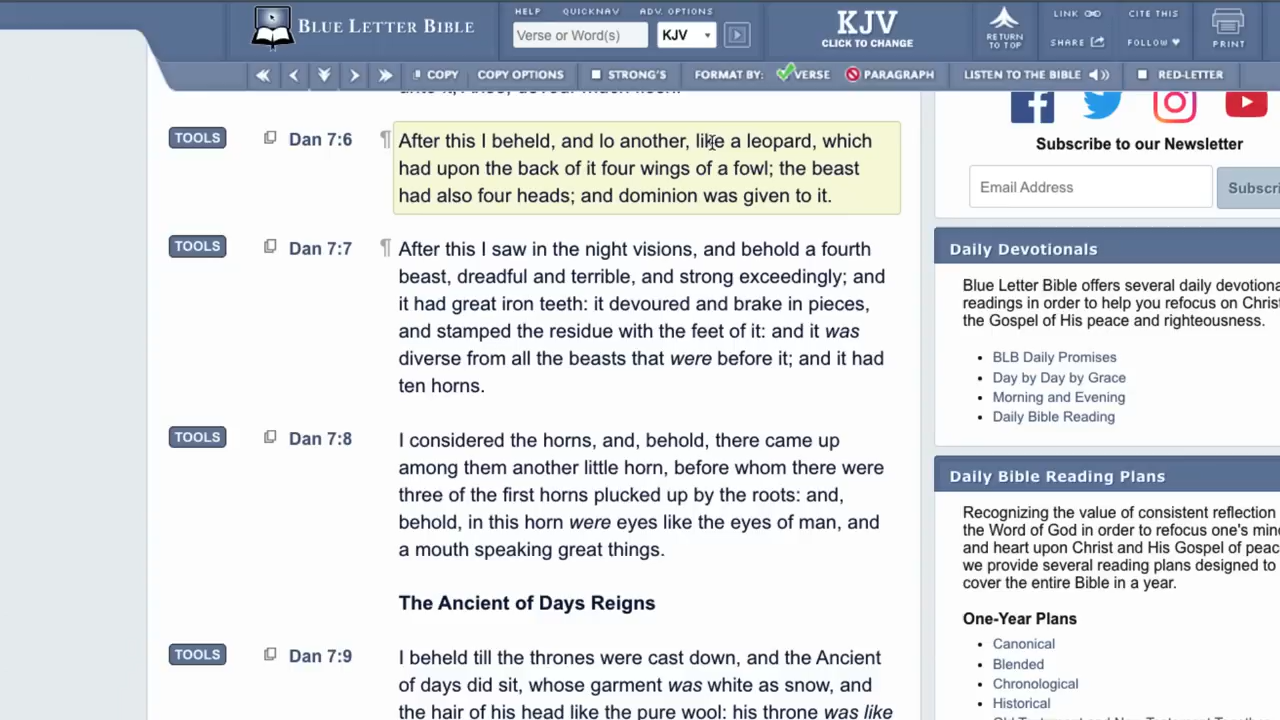 HELP QUICKNAV ADV. OPTIONS
BLUE LETTER BIBLE
Verse or Word(s)
KJV
KJV
CLICK TO CHANGE
RETURN
TO TOP
LINK
CITE THIS
SHARE
FOLLOW
PRINT
COPY
COPY OPTIONS
STRONG'S
FORMAT BY:
VERSE
PARAGRAPH
LISTEN TO THE BIBLE
RED-LETTER
TOOLS
Dan 7:6
¶
After this I beheld, and lo another, like a leopard, which
had upon the back of it four wings of a fowl; the beast
had also four heads; and dominion was given to it.
TOOLS
Dan 7:7
¶
After this I saw in the night visions, and behold a fourth
beast, dreadful and terrible, and strong exceedingly; and
it had great iron teeth: it devoured and brake in pieces,
and stamped the residue with the feet of it: and it was
diverse from all the beasts that were before it; and it had
ten horns.
TOOLS
Dan 7:8
I considered the horns, and, behold, there came up
among them another little horn, before whom there were
three of the first horns plucked up by the roots: and,
behold, in this horn were eyes like the eyes of man, and
a mouth speaking great things.
The Ancient of Days Reigns
TOOLS
Dan 7:9
I beheld till the thrones were cast down, and the Ancient
of days did sit, whose garment was white as snow, and
the hair of his head like the pure wool: his throne was like
Subscribe to our Newsletter
Email Address
Subscri
Daily Devotionals
Blue Letter Bible offers several daily devotiona
readings in order to help you refocus on Christ
the Gospel of His peace and righteousness.
• BLB Daily Promises
• Day by Day by Grace
• Morning and Evening
• Daily Bible Reading
Daily Bible Reading Plans
Recognizing the value of consistent reflection
the Word of God in order to refocus one's mind
and heart upon Christ and His Gospel of peac
we provide several reading plans designed to
cover the entire Bible in a year.
One-Year Plans
• Canonical
• Blended
• Chronological
• Historical